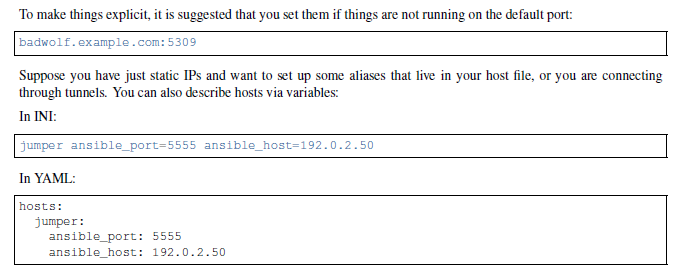 To make things explicit, it is suggested that you set them if things are not running on the default port:
badwolf.example.com:5309
Suppose you have just static IPs and want to set up some aliases that live in your host file, or you are connecting
through tunnels. You can also describe hosts via variables:
In INI:
jumper ansible_port=5555 ansible_host=192.0.2.50
In YAML:
hosts:
  jumper:
    ansible_port: 5555
    ansible_host: 192.0.2.50